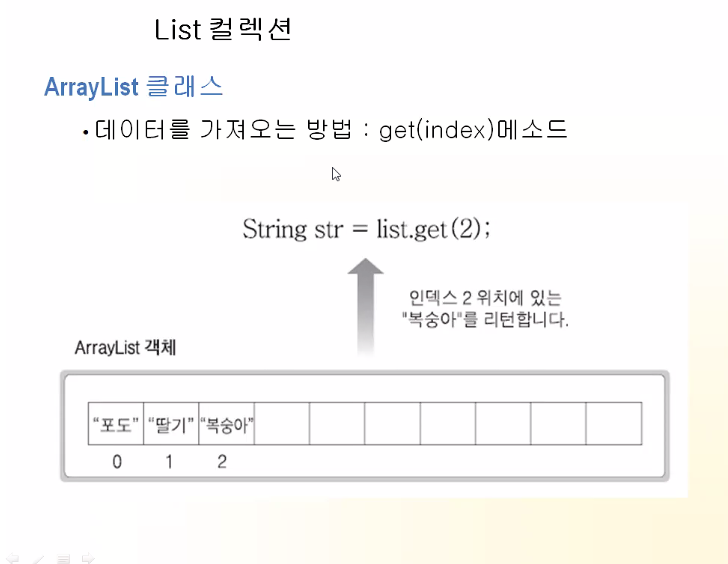 List 컬렉션
ArrayList 클래스
• 데이터를 가져오는 방법 : get(index)메소드
String str = list.get(2);
인덱스 2 위치에 있는
"복숭아"를 리턴합니다.
ArrayList 객체
“포도” “딸기” “복숭아”
0 1 2